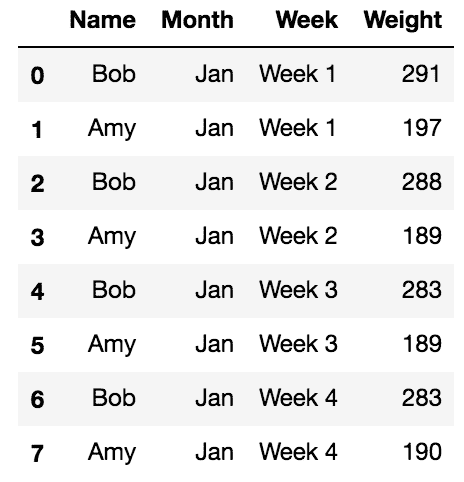 Name Month Week Weight
0 Bob Jan Week 1 291
1 Amy Jan Week 1 197
2 Bob Jan Week 2 288
3 Amy Jan Week 2 189
4 Bob Jan Week 3 283
5 Amy Jan Week 3 189
6 Bob Jan Week 4 283
7 Amy Jan Week 4 190